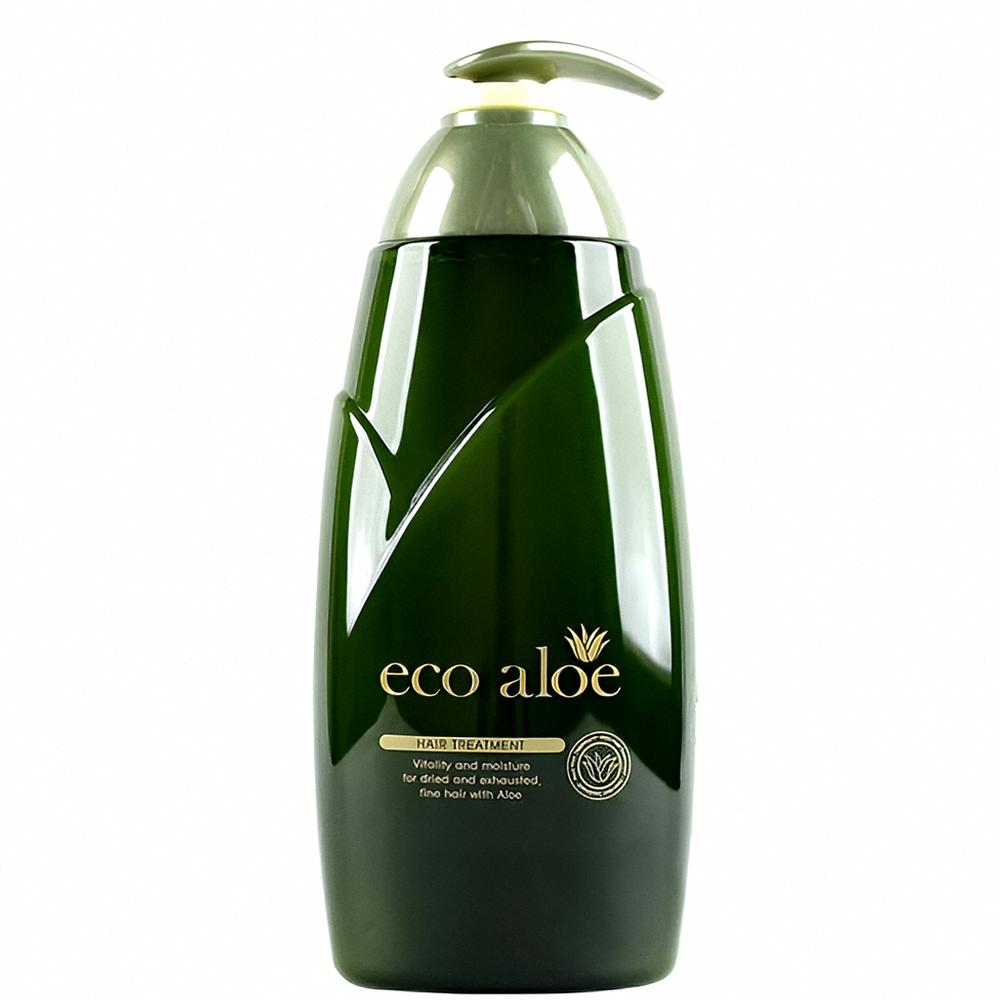 eco aloe
HAIR TREATMENT
Vitality and moisture
for dried and exhausted,
fine hair with Aloe